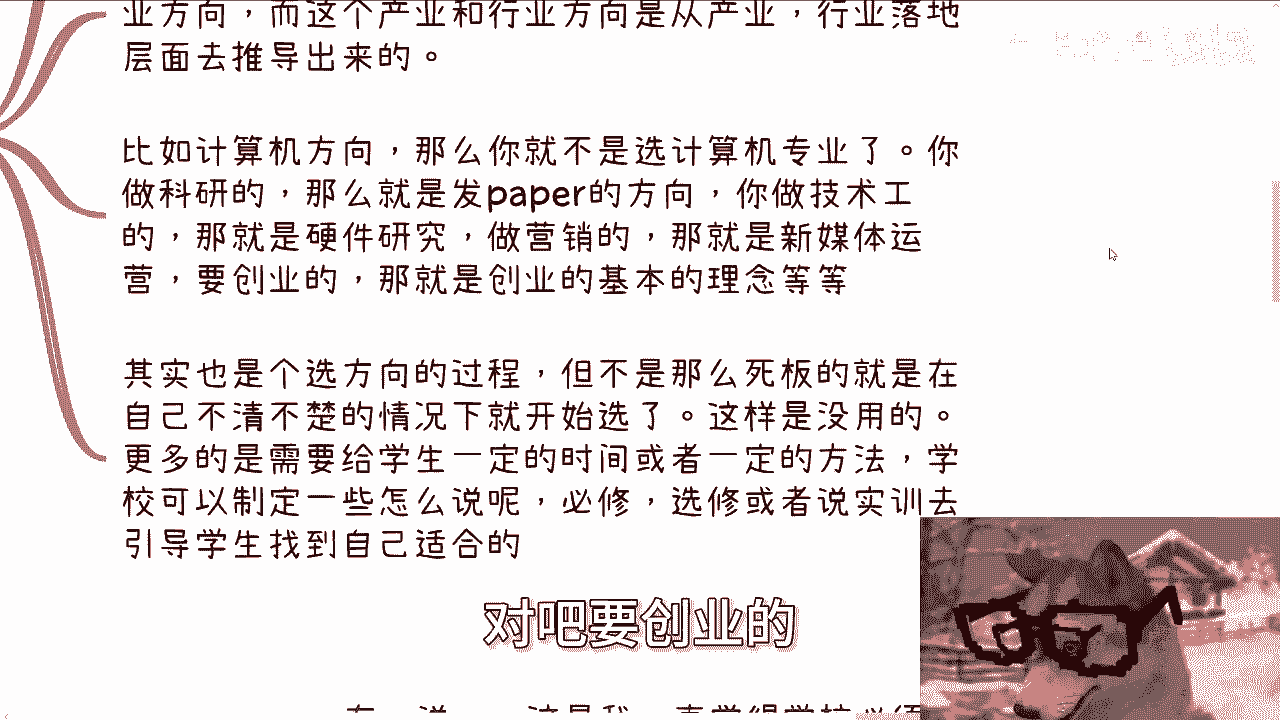 业方向，而这个产业和行业方向是从产业，行业落地
层面去推导出来的。
比如计算机方向，那么你就不是选计算机专业了。你
做科研的，那么就是发paper的方向，你做技术工
的，那就是硬件研究，做营销的，那就是新媒体运
营，要创业的，那就是创业的基本的理念等等
其实也是个选方向的过程，但不是那么死板的就是在
自己不清不楚的情况下就开始选了。这样是没用的。
更多的是需要给学生一定的时间或者一定的方法，学
校可以制定一些怎么说呢，必修，选修或者说实训去
引导学生找到自己适合的
对吧要创业的